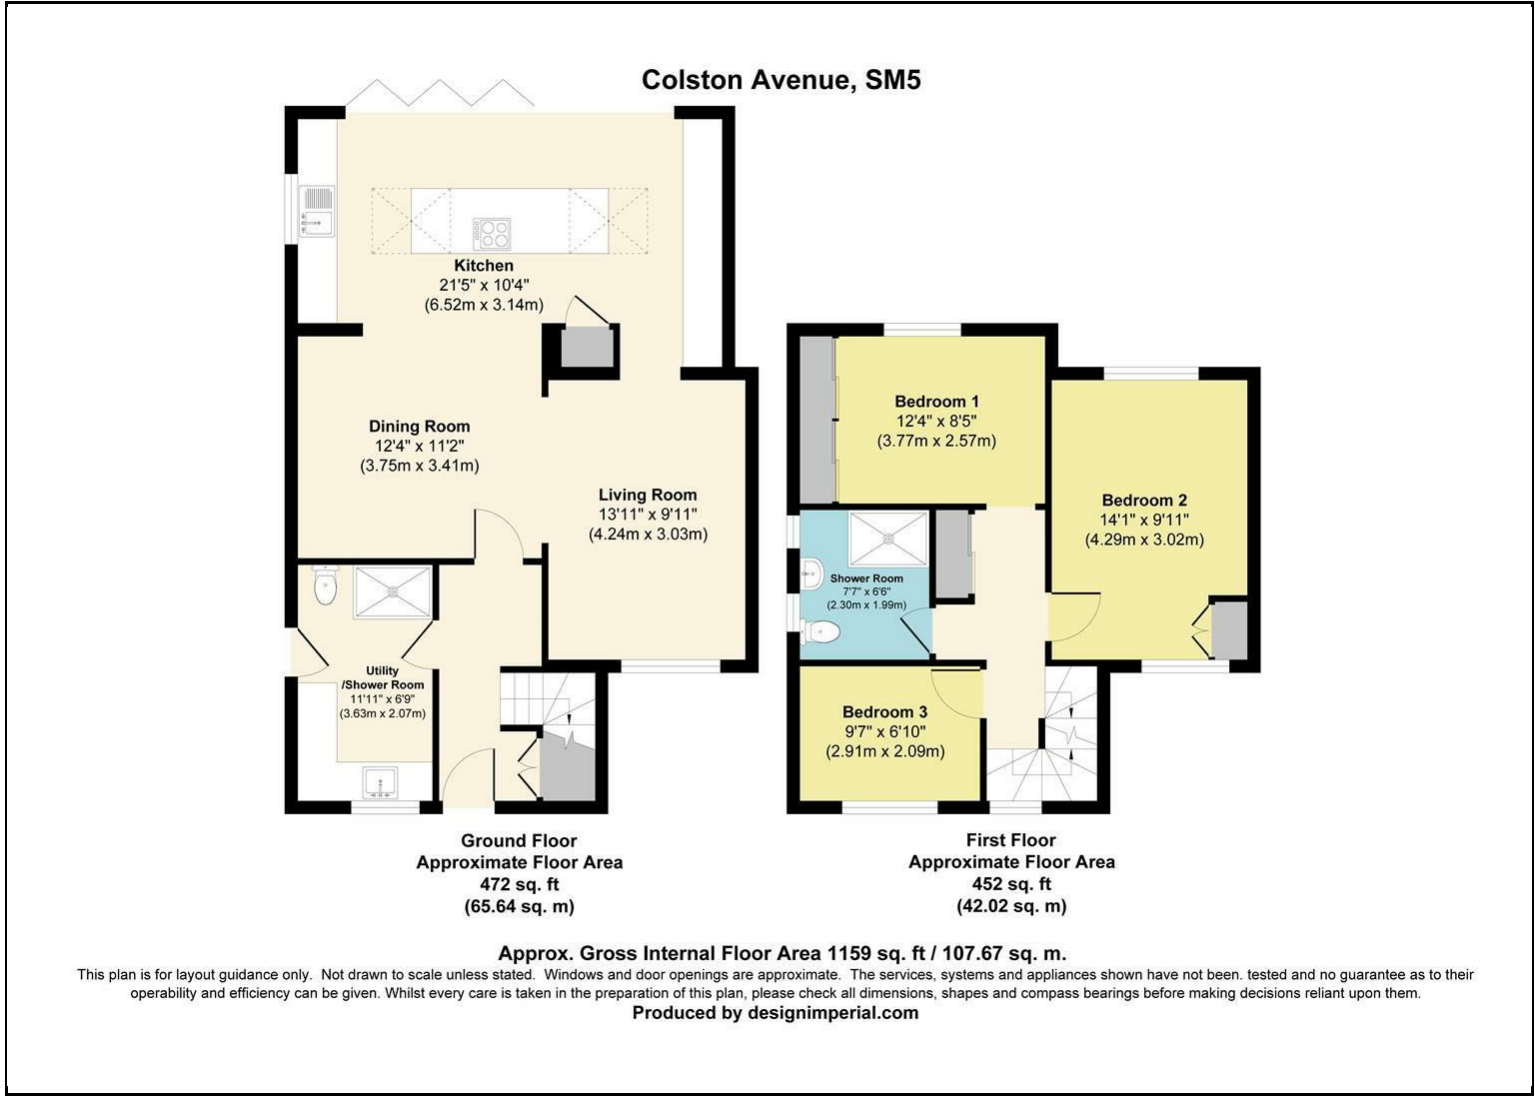 Colston Avenue, SM5
Kitchen
21'5" x 10'4"
(6.52m x 3.14m)
Dining Room
12'4" x 11'2"
(3.75m x 3.41m)
Living Room
13'11" x 9'11"
(4.24m x 3.03m)
Utility
/Shower Room
11'11" x 6'9"
(3.63m x 2.07m)
Ground Floor
Approximate Floor Area
472 sq. ft
(65.64 sq. m)
Bedroom 1
12'4" x 8'5"
(3.77m x 2.57m)
Bedroom 2
14'1" x 9'11"
(4.29m x 3.02m)
Shower Room
7'7" x 6'6"
(2.30m x 1.99m)
Bedroom 3
9'7" x 6'10"
(2.91m x 2.09m)
First Floor
Approximate Floor Area
452 sq. ft
(42.02 sq. m)
Approx. Gross Internal Floor Area 1159 sq. ft / 107.67 sq. m.
This plan is for layout guidance only. Not drawn to scale unless stated. Windows and door openings are approximate. The services, systems and appliances shown have not been. tested and no guarantee as to their
operability and efficiency can be given. Whilst every care is taken in the preparation of this plan, please check all dimensions, shapes and compass bearings before making decisions reliant upon them.
Produced by designimperial.com